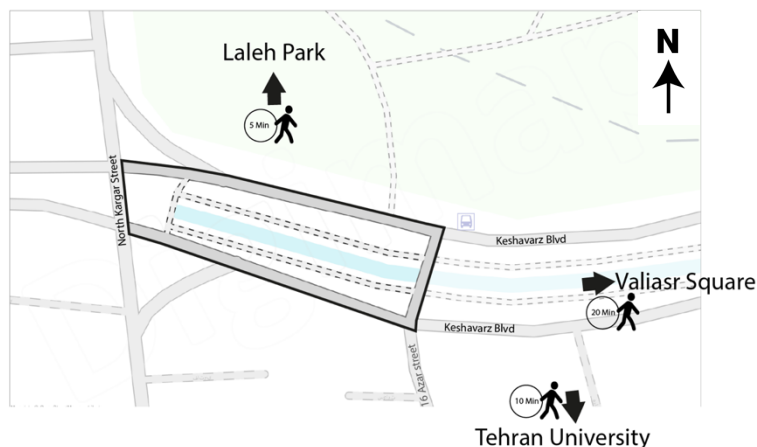 N
Laleh Park
5 Min
North Kargar Street
Keshavarz Blvd
Valiasr Square
20 Min
Keshavarz Blvd
16 Azar street
10 Min
Tehran University